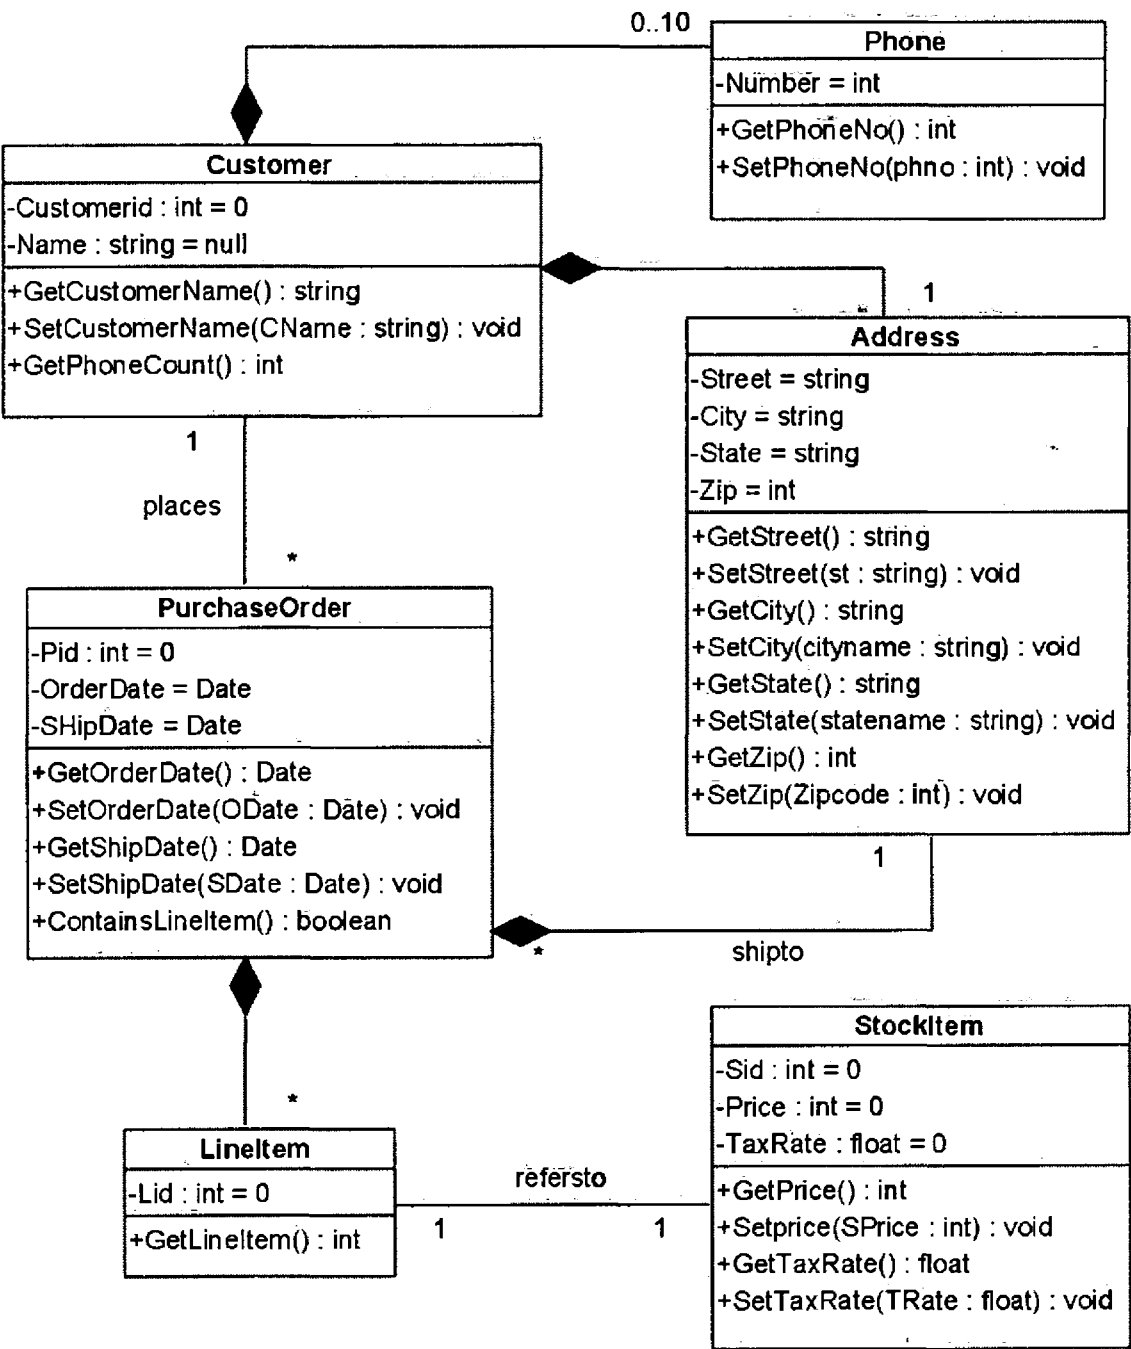 0..10
Phone
-Number = int
+GetPhoneNo() : int
+SetPhoneNo(phno : int) : void
Customer
-Customerid : int = 0
-Name : string = null
+GetCustomerName() : string
+SetCustomerName(CName : string) : void
+GetPhoneCount() : int
1
Address
-Street = string
-City = string
-State = string
-Zip = int
+GetStreet() : string
+SetStreet(st : string) : void
+GetCity() : string
+SetCity(cityname : string) : void
+GetState() : string
+SetState(statename : string) : void
+GetZip() : int
+SetZip(Zipcode : int) : void
1
places
*
PurchaseOrder
-Pid : int = 0
-OrderDate = Date
-SHipDate = Date
+GetOrderDate() : Date
+SetOrderDate(ODate : Date) : void
+GetShipDate() : Date
+SetShipDate(SDate : Date) : void
+ContainsLineItem() : boolean
1
*
shipto
*
LineItem
-Lid : int = 0
+GetLineItem() : int
refersto
1
1
StockItem
-Sid : int = 0
-Price : int = 0
-TaxRate : float = 0
+GetPrice() : int
+Setprice(SPrice : int) : void
+GetTaxRate() : float
+SetTaxRate(TRate : float) : void